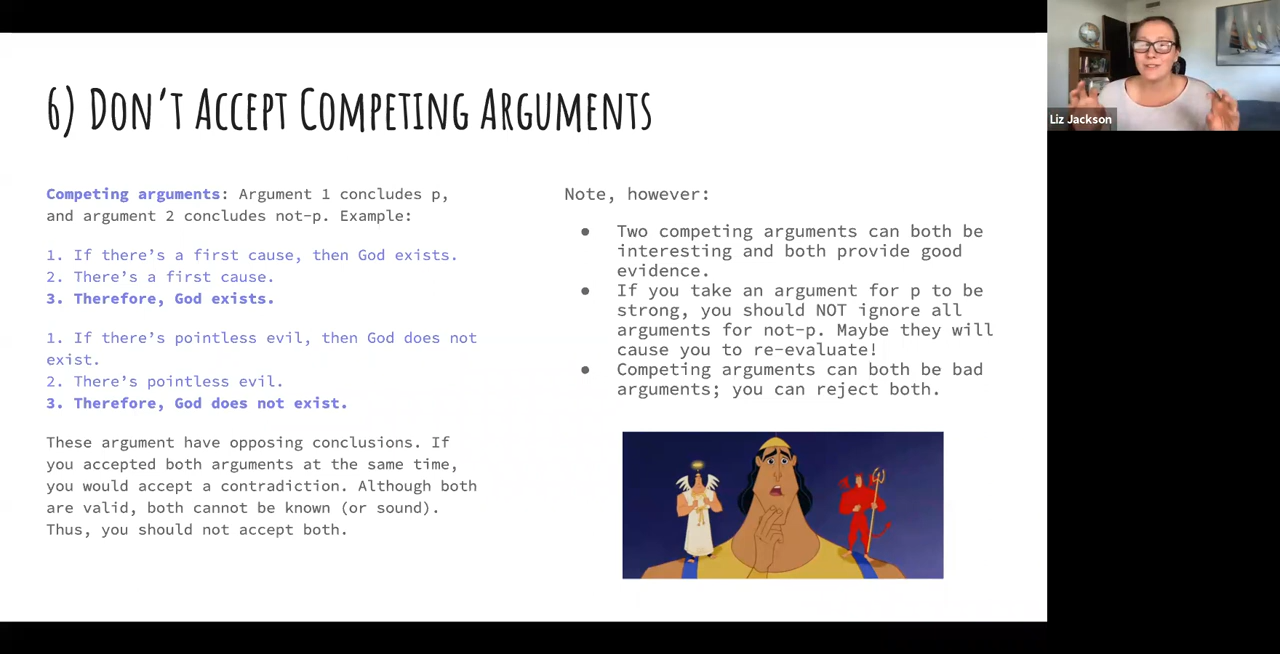 6) Don't Accept Competing Arguments
Competing arguments: Argument 1 concludes p,
and argument 2 concludes not-p. Example:
1. If there's a first cause, then God exists.
2. There's a first cause.
3. Therefore, God exists.
1. If there's pointless evil, then God does not
exist.
2. There's pointless evil.
3. Therefore, God does not exist.
These argument have opposing conclusions. If
you accepted both arguments at the same time,
you would accept a contradiction. Although both
are valid, both cannot be known (or sound).
Thus, you should not accept both.
Note, however:
● Two competing arguments can both be
interesting and both provide good
evidence.
● If you take an argument for p to be
strong, you should NOT ignore all
arguments for not-p. Maybe they will
cause you to re-evaluate!
● Competing arguments can both be bad
arguments; you can reject both.
Liz Jackson